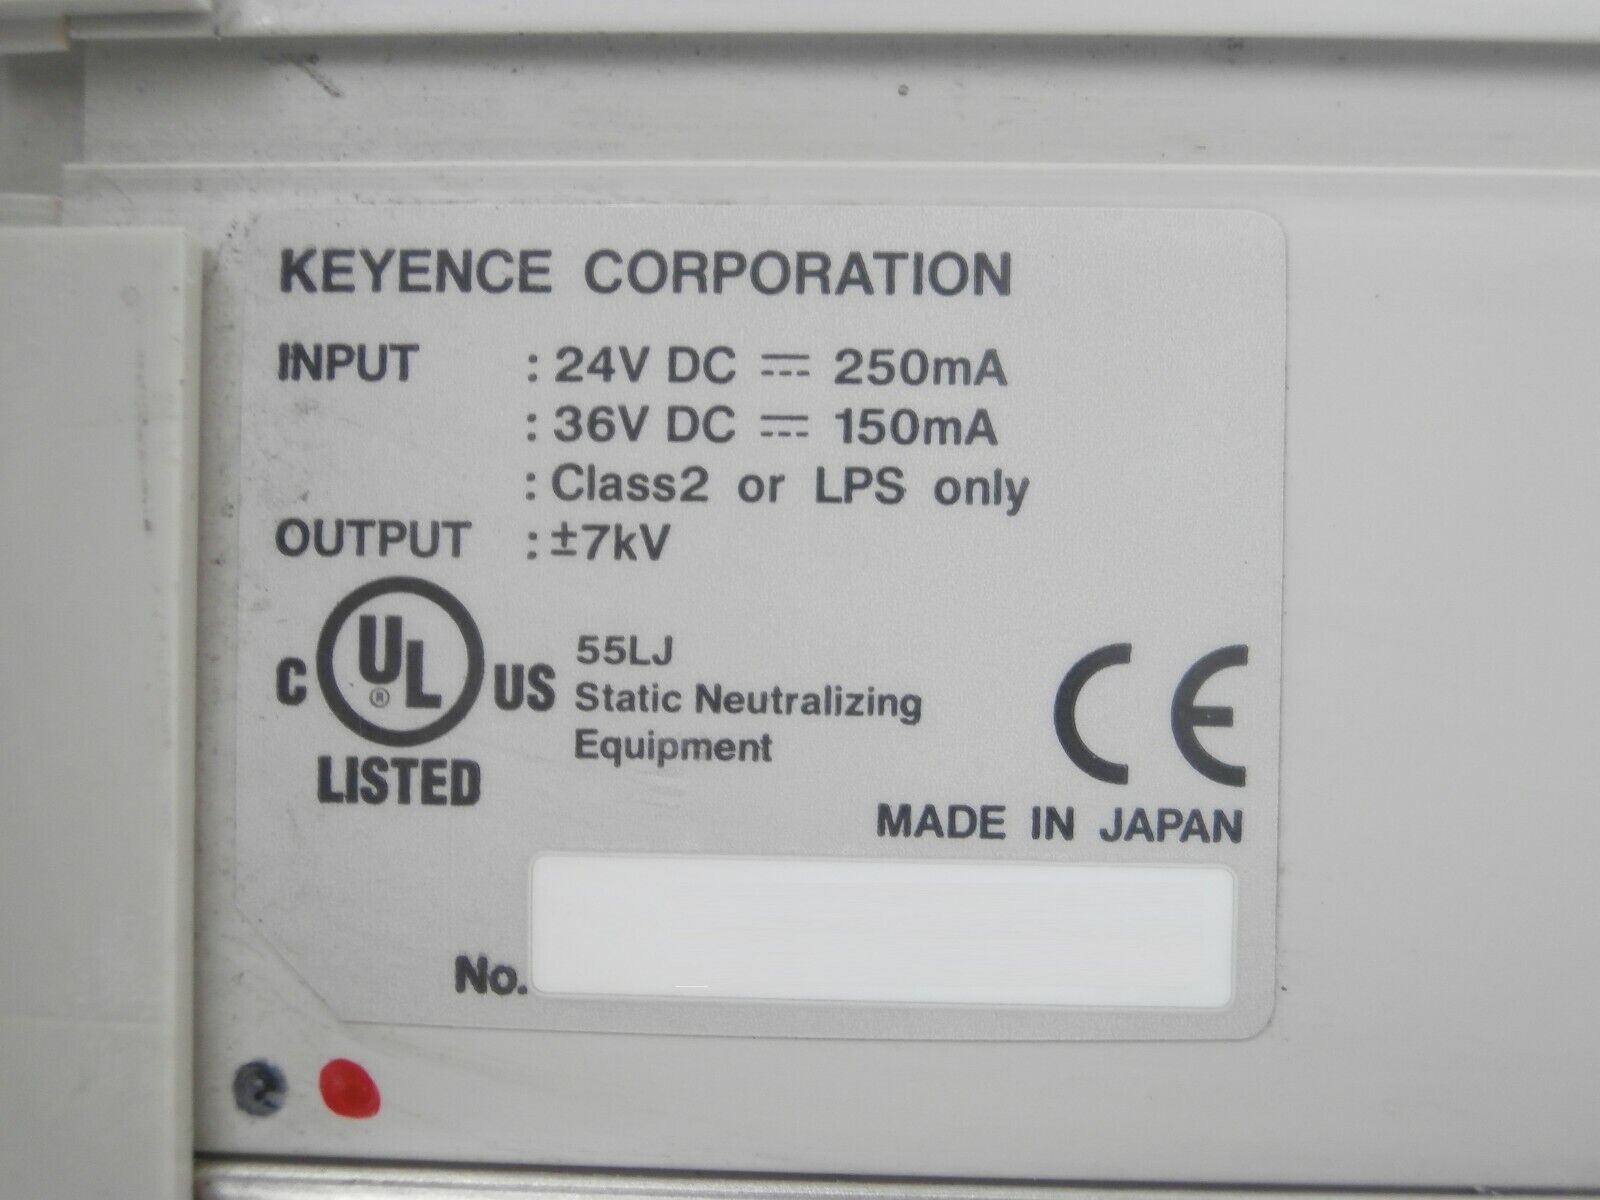 KEYENCE CORPORATION
INPUT : 24V DC ⎓ 250mA
: 36V DC ⎓ 150mA
: Class2 or LPS only
OUTPUT : ±7kV
C UL ® US LISTED
55LJ
Static Neutralizing
Equipment
CE
MADE IN JAPAN
No.